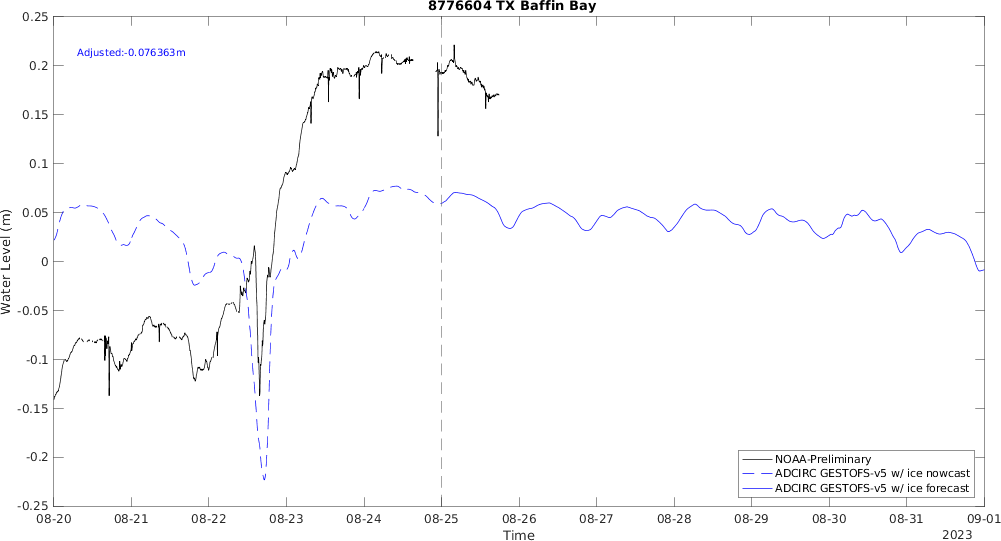 8776604 TX Baffin Bay
0.25
Adjusted:-0.076363m
0.2
0.15
0.1
0.05
Water Level (m)
0
-0.05
-0.1
-0.15
-0.2
-0.25
NOAA-Preliminary
ADCIRC GESTOFS-v5 w/ ice nowcast
ADCIRC GESTOFS-v5 w/ ice forecast
08-20 08-21 08-22 08-23 08-24 08-25 08-26 08-27 08-28 08-29 08-30 08-31 09-01
Time
2023